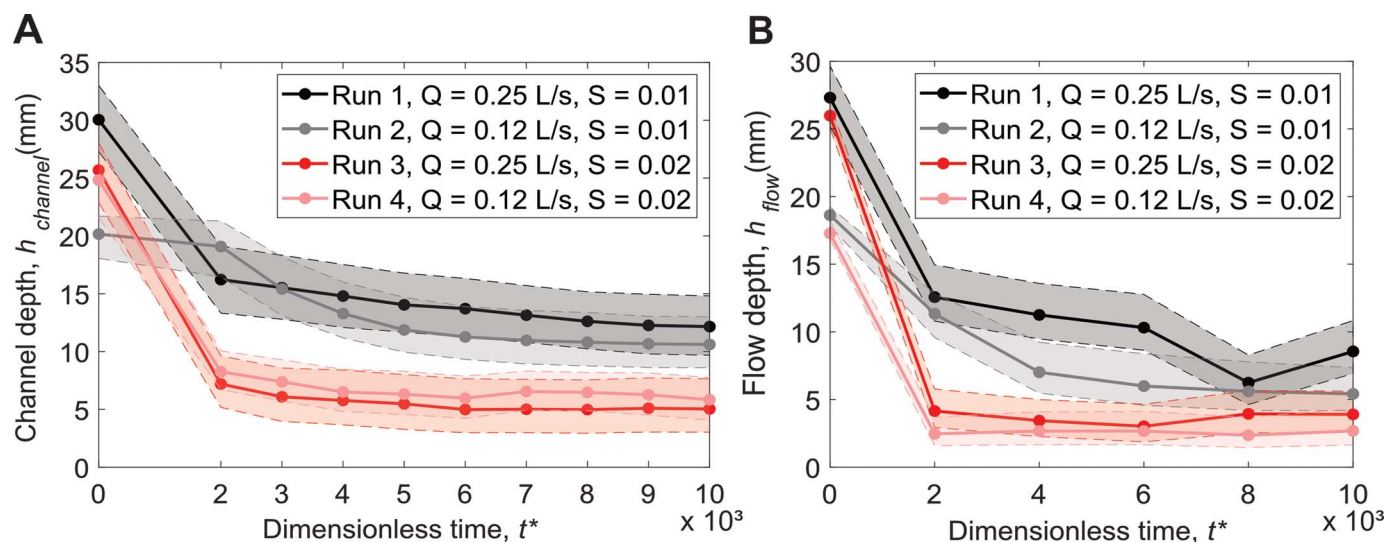 A
Channel depth, h channel (mm)
35
30
25
20
15
10
5
0
Run 1, Q = 0.25 L/s, S = 0.01
Run 2, Q = 0.12 L/s, S = 0.01
Run 3, Q = 0.25 L/s, S = 0.02
Run 4, Q = 0.12 L/s, S = 0.02
0 2 3 4 5 6 7 8 9 10
x 10³
Dimensionless time, t*
B
Flow depth, h flow (mm)
30
25
20
15
10
5
0
Run 1, Q = 0.25 L/s, S = 0.01
Run 2, Q = 0.12 L/s, S = 0.01
Run 3, Q = 0.25 L/s, S = 0.02
Run 4, Q = 0.12 L/s, S = 0.02
0 2 4 6 8 10
x 10³
Dimensionless time, t*